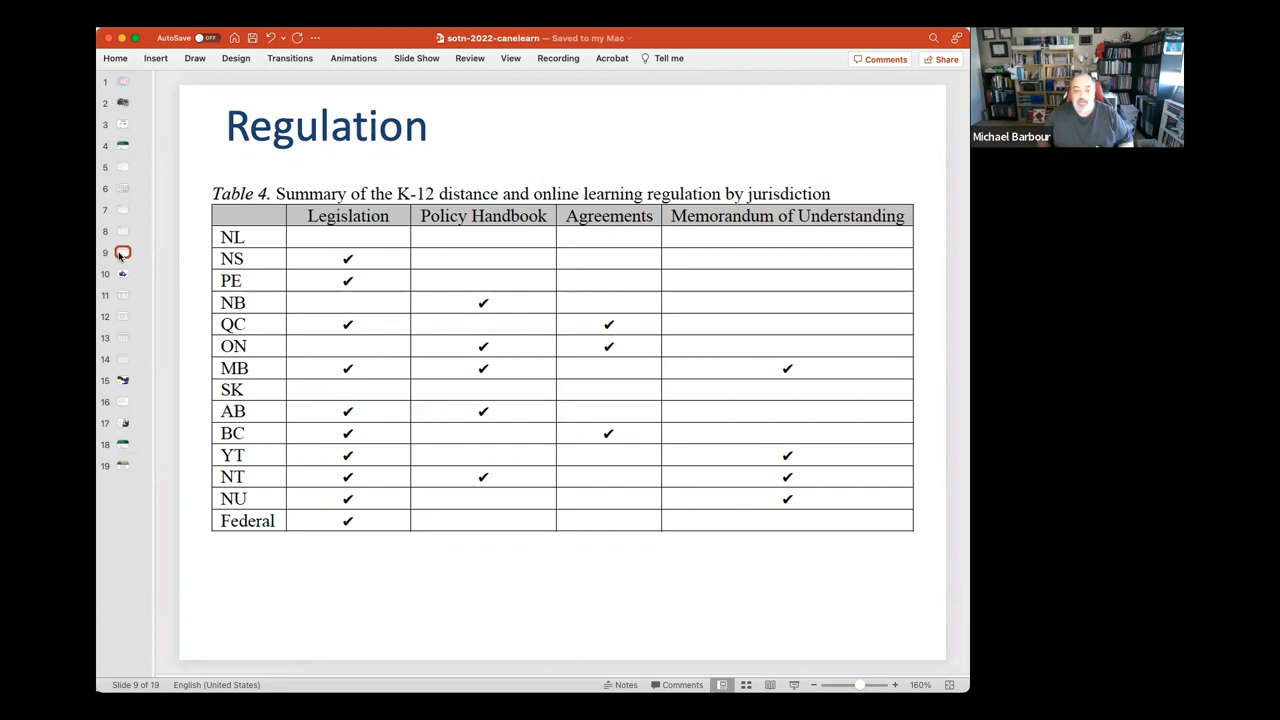 AutoSave OFF
sotn-2022-canelearn — Saved to my Mac
Home Insert Draw Design Transitions Animations Slide Show Review View Recording Acrobat Tell me Comments Share
Michael Barbour
1
2
3
4
5
6
7
8
9
10
11
12
13
14
15
16
17
18
19
Regulation
Table 4. Summary of the K-12 distance and online learning regulation by jurisdiction
Legislation Policy Handbook Agreements Memorandum of Understanding
NL
NS ✔
PE ✔
NB ✔
QC ✔ ✔
ON ✔ ✔
MB ✔ ✔ ✔
SK
AB ✔ ✔
BC ✔ ✔
YT ✔ ✔
NT ✔ ✔ ✔
NU ✔ ✔
Federal ✔
Slide 9 of 19 English (United States) Notes Comments 160%